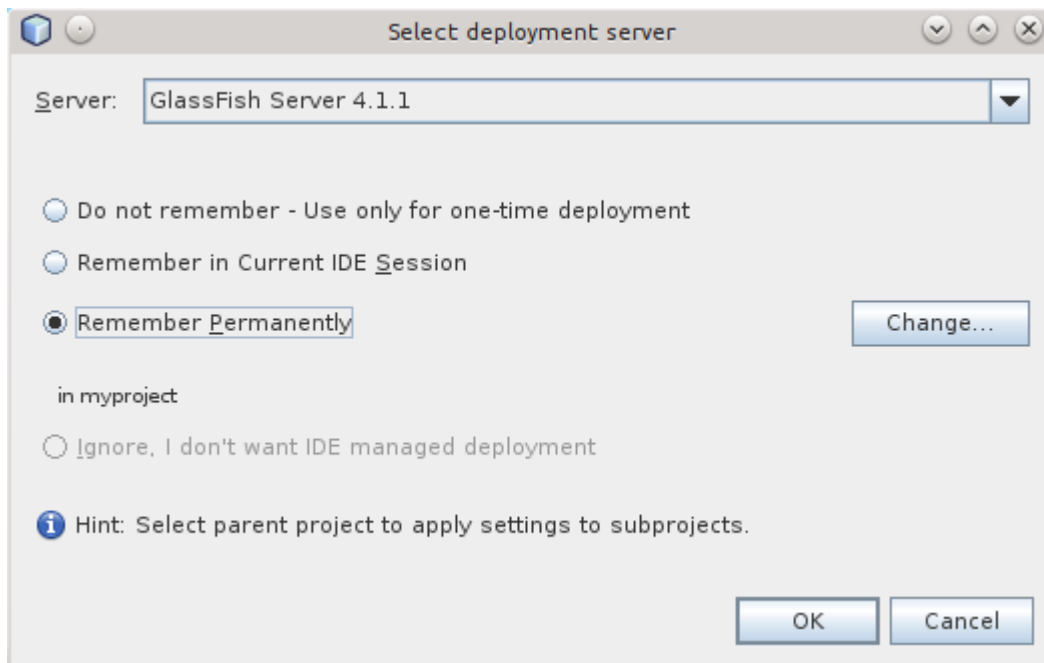 Select deployment server
Server: GlassFish Server 4.1.1
Do not remember - Use only for one-time deployment
Remember in Current IDE Session
Remember Permanently Change...
in myproject
Ignore, I don't want IDE managed deployment
Hint: Select parent project to apply settings to subprojects.
OK Cancel